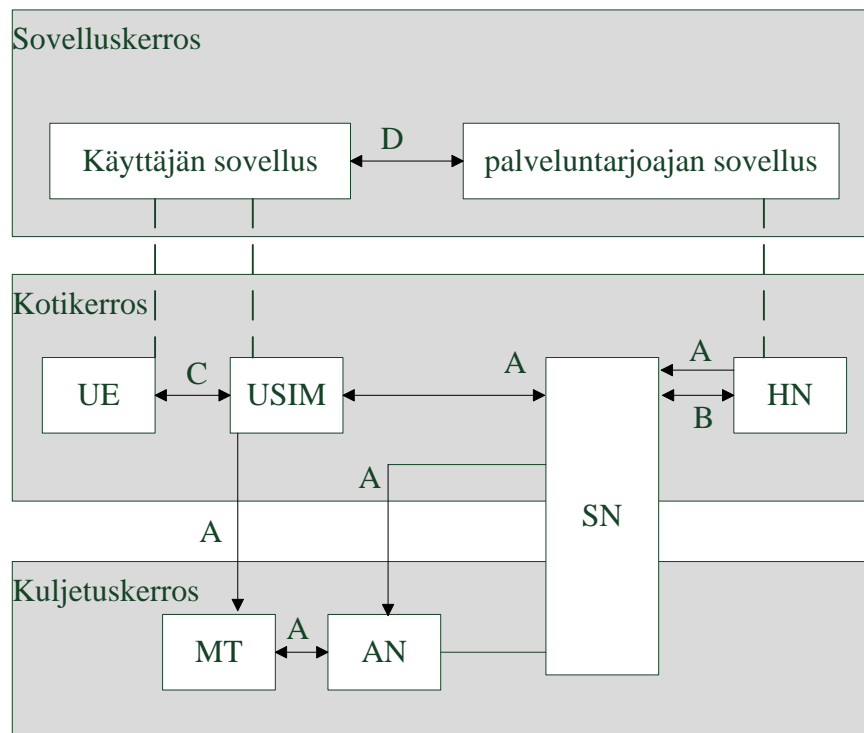 Sovelluskerros
D
Käyttäjän sovellus
palveluntarjoajan sovellus
Kotikerros
A
A
C
UE
USIM
HN
B
A
SN
A
Kuljetuskerros
A
MT
AN